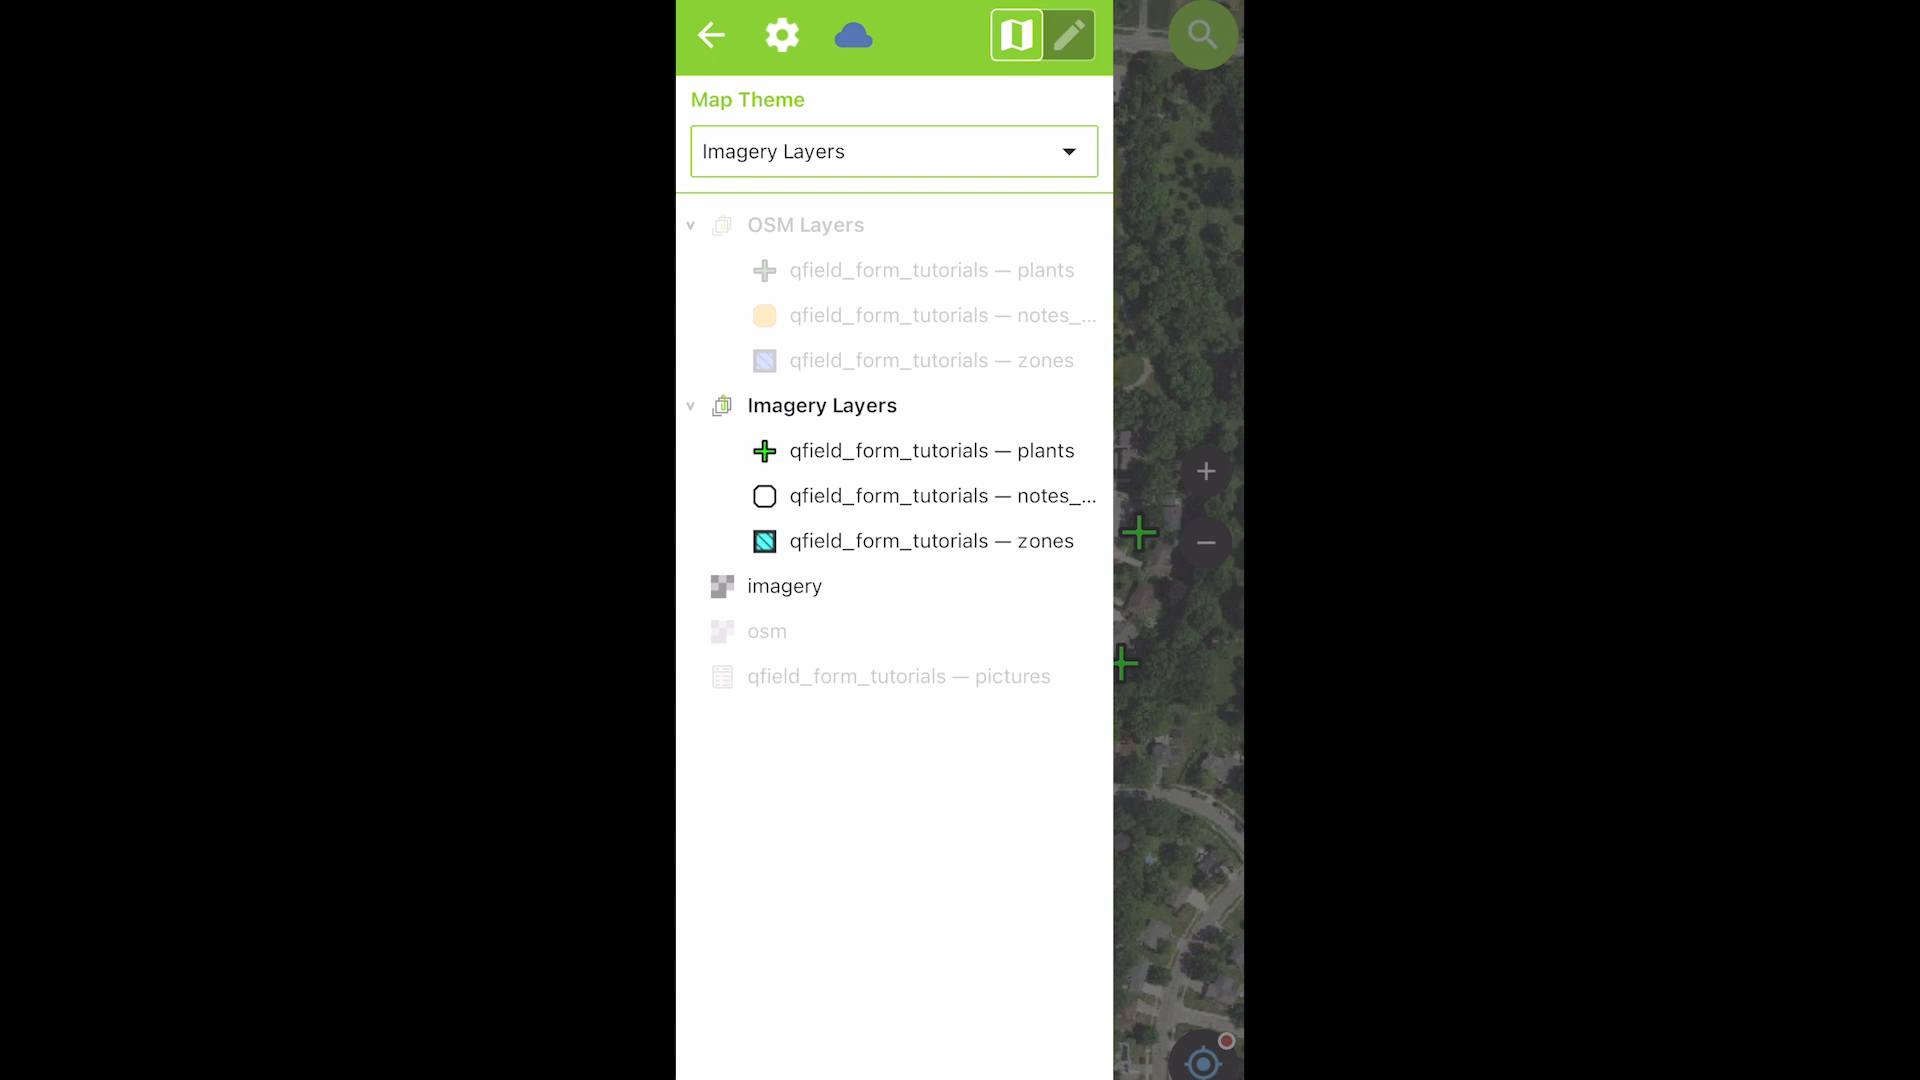 Map Theme
Imagery Layers
OSM Layers
qfield_form_tutorials — plants
qfield_form_tutorials — notes_...
qfield_form_tutorials — zones
Imagery Layers
qfield_form_tutorials — plants
qfield_form_tutorials — notes_...
qfield_form_tutorials — zones
imagery
osm
qfield_form_tutorials — pictures